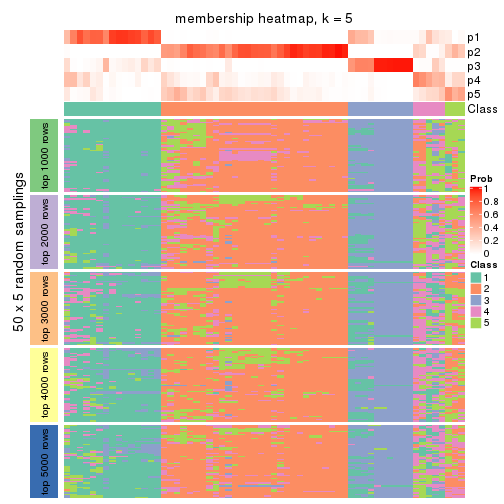 membership heatmap, k = 5
p1
p2
p3
p4
p5
Class
50 x 5 random samplings
top 1000 rows
top 2000 rows
top 3000 rows
top 4000 rows
top 5000 rows
Prob
1
0.8
0.6
0.4
0.2
0
Class
1
2
3
4
5